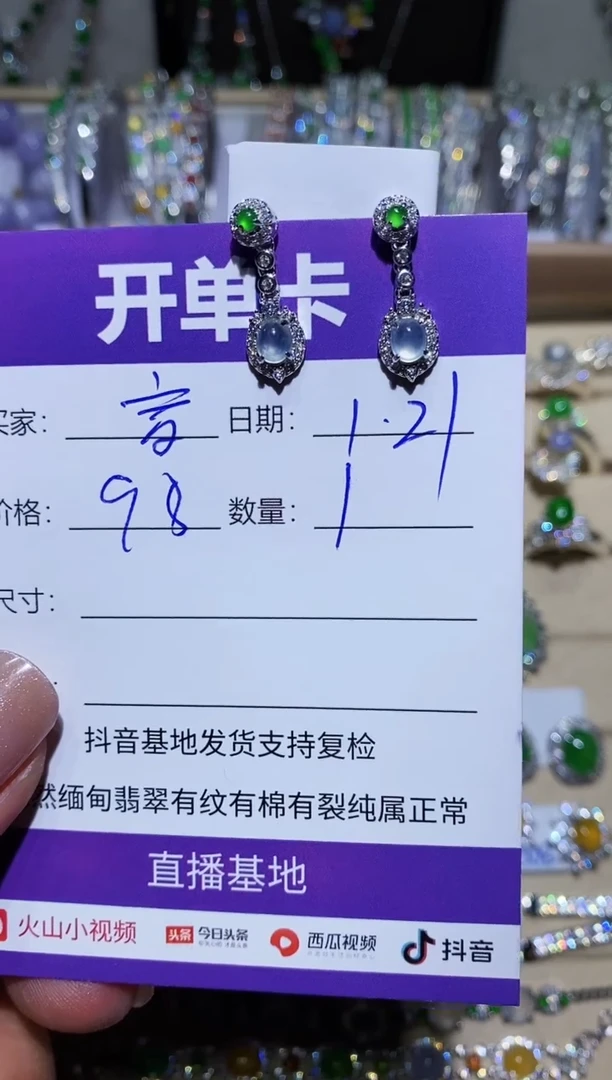 开单卡
买家: 日期: 1.21
价格: 98 数量: 1
尺寸:
抖音基地发货支持复检
然缅甸翡翠有纹有棉有裂纯属正常
直播基地
火山小视频 头条 今日头条 西瓜视频 抖音